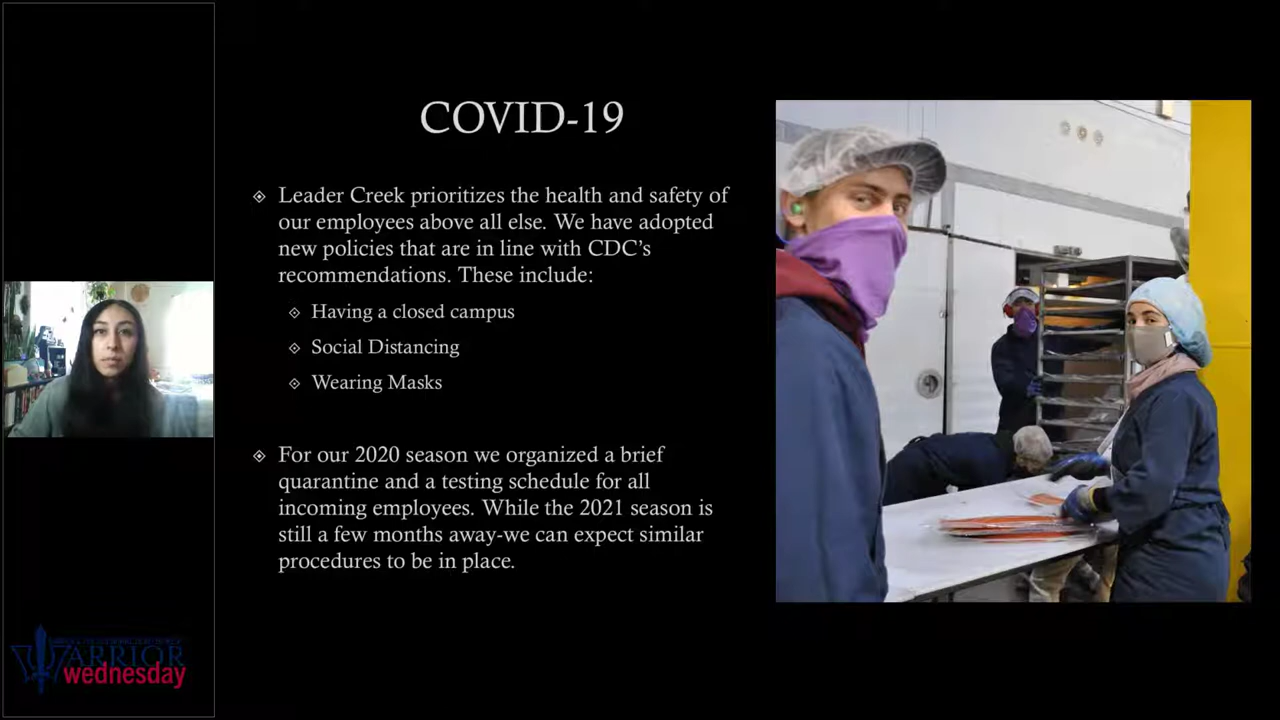 COVID-19
Leader Creek prioritizes the health and safety of
our employees above all else. We have adopted
new policies that are in line with CDC's
recommendations. These include:
Having a closed campus
Social Distancing
Wearing Masks
For our 2020 season we organized a brief
quarantine and a testing schedule for all
incoming employees. While the 2021 season is
still a few months away-we can expect similar
procedures to be in place.
WARRIOR
wednesday